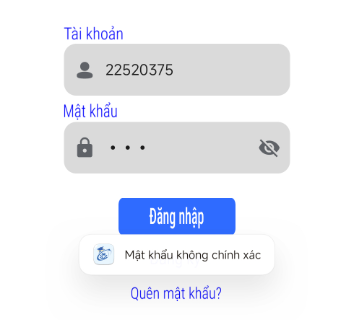 Tài khoản
22520375
Mật khẩu
• • •
Đăng nhập
Mật khẩu không chính xác
Quên mật khẩu?